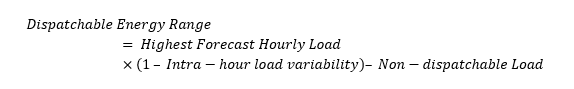 Dispatchable Energy Range
= Highest Forecast Hourly Load
× (1 – Intra − hour load variability)– Non − dispatchable Load